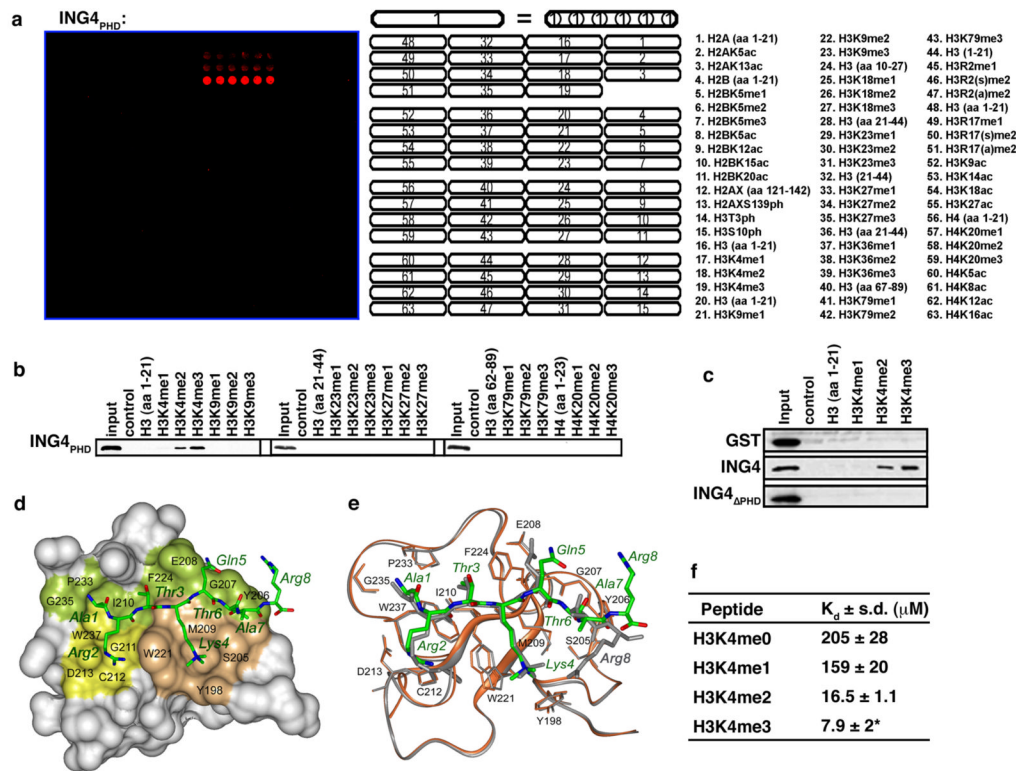 a
ING4PHD:
1 = 1 1 1 1 1 1
48 32 16 1
49 33 17 2
50 34 18 3
51 35 19
52 36 20 4
53 37 21 5
54 38 22 6
55 39 23 7
56 40 24 8
57 41 25 9
58 42 26 10
59 43 27 11
60 44 28 12
61 45 29 13
62 46 30 14
63 47 31 15
1. H2A (aa 1-21)
2. H2AK5ac
3. H2AK13ac
4. H2B (aa 1-21)
5. H2BK5me1
6. H2BK5me2
7. H2BK5me3
8. H2BK5ac
9. H2BK12ac
10. H2BK15ac
11. H2BK20ac
12. H2AX (aa 121-142)
13. H2AXS139ph
14. H3T3ph
15. H3S10ph
16. H3 (aa 1-21)
17. H3K4me1
18. H3K4me2
19. H3K4me3
20. H3 (aa 1-21)
21. H3K9me1
22. H3K9me2
23. H3K9me3
24. H3 (aa 10-27)
25. H3K18me1
26. H3K18me2
27. H3K18me3
28. H3 (aa 21-44)
29. H3K23me1
30. H3K23me2
31. H3K23me3
32. H3 (21-44)
33. H3K27me1
34. H3K27me2
35. H3K27me3
36. H3 (aa 21-44)
37. H3K36me1
38. H3K36me2
39. H3K36me3
40. H3 (aa 67-89)
41. H3K79me1
42. H3K79me2
43. H3K79me3
44. H3 (1-21)
45. H3R2me1
46. H3R2(s)me2
47. H3R2(a)me2
48. H3 (aa 1-21)
49. H3R17me1
50. H3R17(s)me2
51. H3R17(a)me2
52. H3K9ac
53. H3K14ac
54. H3K18ac
55. H3K27ac
56. H4 (aa 1-21)
57. H4K20me1
58. H4K20me2
59. H4K20me3
60. H4K5ac
61. H4K8ac
62. H4K12ac
63. H4K16ac
b
Input
control
H3 (aa 1-21)
H3K4me1
H3K4me2
H3K4me3
H3K9me1
H3K9me2
H3K9me3
Input
control
H3 (aa 21-44)
H3K23me1
H3K23me2
H3K23me3
H3K27me1
H3K27me2
H3K27me3
Input
control
H3 (aa 62-89)
H3K79me1
H3K79me2
H3K79me3
H4 (aa 1-23)
H4K20me1
H4K20me2
H4K20me3
ING4PHD
c
Input
control
H3 (aa 1-21)
H3K4me1
H3K4me2
H3K4me3
GST
ING4
ING4ΔPHD
d
E208
Gln5
Arg8
P233
F224
G207
G235
Thr3
I210
Thr6
Y206
Ala1
Ala7
W237
M209
Lys4
Arg2
G211
W221
S205
D213
C212
Y198
e
E208
Gln5
Arg8
P233
F224
G207
G235
Ala1
Thr3
Ala7
I210
Y206
W237
Thr6
M209
S205
Arg2
Lys4
Arg8
D213
C212
W221
Y198
f
Peptide Kd ± s.d. (μM)
H3K4me0 205 ± 28
H3K4me1 159 ± 20
H3K4me2 16.5 ± 1.1
H3K4me3 7.9 ± 2*